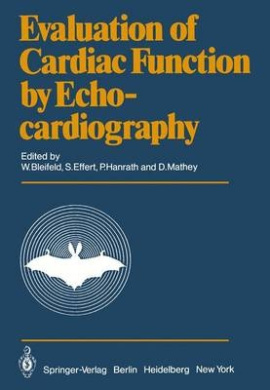 Evaluation of
Cardiac Function
by Echo-
cardiography
Edited by
W.Bleifeld, S.Effert, P.Hanrath and D.Mathey
Springer-Verlag Berlin Heidelberg New York